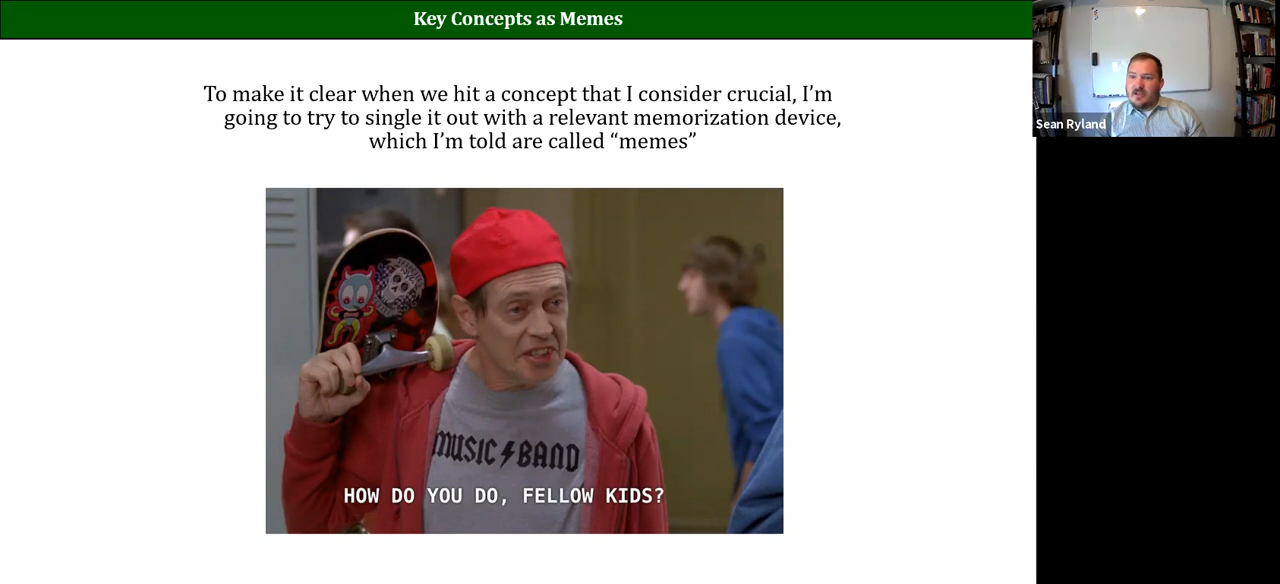 Key Concepts as Memes
To make it clear when we hit a concept that I consider crucial, I'm
going to try to single it out with a relevant memorization device,
which I'm told are called “memes”
MUSIC⚡BAND
HOW DO YOU DO, FELLOW KIDS?
Sean Ryland